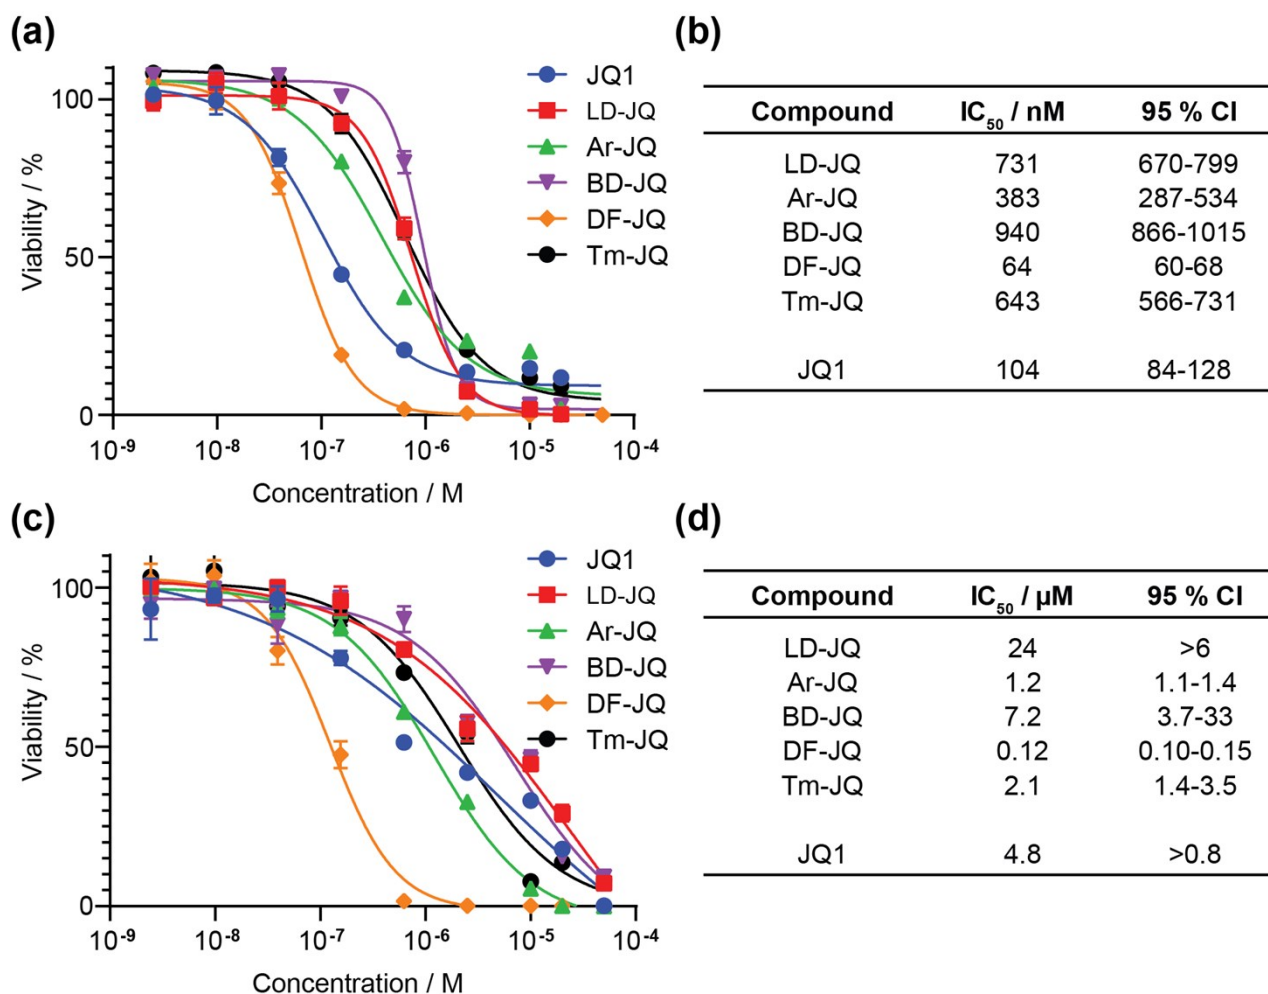 (a)
Viability / %
100
50
0
10⁻⁹ 10⁻⁸ 10⁻⁷ 10⁻⁶ 10⁻⁵ 10⁻⁴
Concentration / M
JQ1
LD-JQ
Ar-JQ
BD-JQ
DF-JQ
Tm-JQ
(b)
Compound IC₅₀ / nM 95 % CI
LD-JQ 731 670-799
Ar-JQ 383 287-534
BD-JQ 940 866-1015
DF-JQ 64 60-68
Tm-JQ 643 566-731
JQ1 104 84-128
(c)
Viability / %
100
50
0
10⁻⁹ 10⁻⁸ 10⁻⁷ 10⁻⁶ 10⁻⁵ 10⁻⁴
Concentration / M
JQ1
LD-JQ
Ar-JQ
BD-JQ
DF-JQ
Tm-JQ
(d)
Compound IC₅₀ / µM 95 % CI
LD-JQ 24 >6
Ar-JQ 1.2 1.1-1.4
BD-JQ 7.2 3.7-33
DF-JQ 0.12 0.10-0.15
Tm-JQ 2.1 1.4-3.5
JQ1 4.8 >0.8